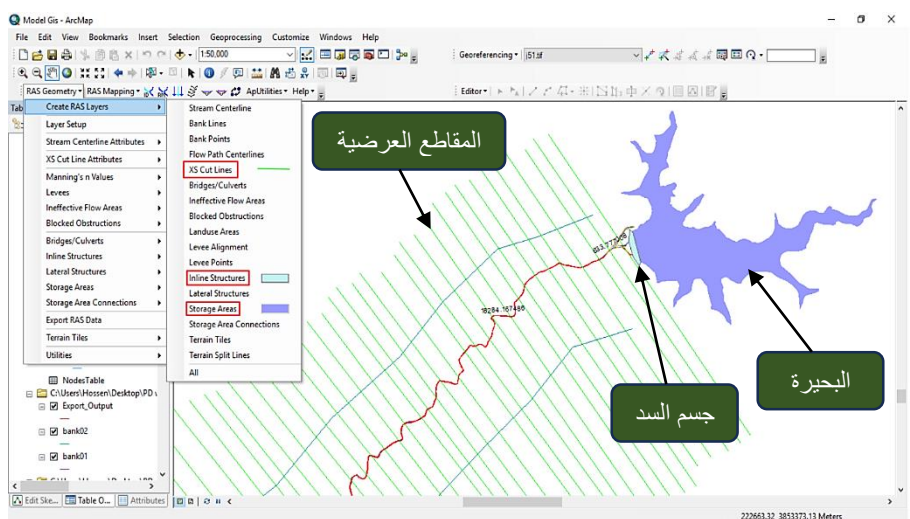 Model Gis - ArcMap
File Edit View Bookmarks Insert Selection Geoprocessing Customize Windows Help
1:50,000
Georeferencing
j51.tif
RAS Geometry RAS Mapping ApUtilities Help
Editor
Create RAS Layers
Layer Setup
Stream Centerline Attributes
XS Cut Line Attributes
Manning's n Values
Levees
Ineffective Flow Areas
Blocked Obstructions
Bridges/Culverts
Inline Structures
Lateral Structures
Storage Areas
Storage Area Connections
Export RAS Data
Terrain Tiles
Utilities
Stream Centerline
Bank Lines
Bank Points
Flow Path Centerlines
XS Cut Lines
Bridges/Culverts
Ineffective Flow Areas
Blocked Obstructions
Landuse Areas
Levee Alignment
Levee Points
Inline Structures
Lateral Structures
Storage Areas
Storage Area Connections
Terrain Tiles
Terrain Split Lines
All
المقاطع العرضية
البحيرة
جسم السد
NodesTable
C:\Users\Hossen\Desktop\PD
Export_Output
bank02
bank01
Edit Ske... Table O... Attributes
222663.32 3853373.13 Meters